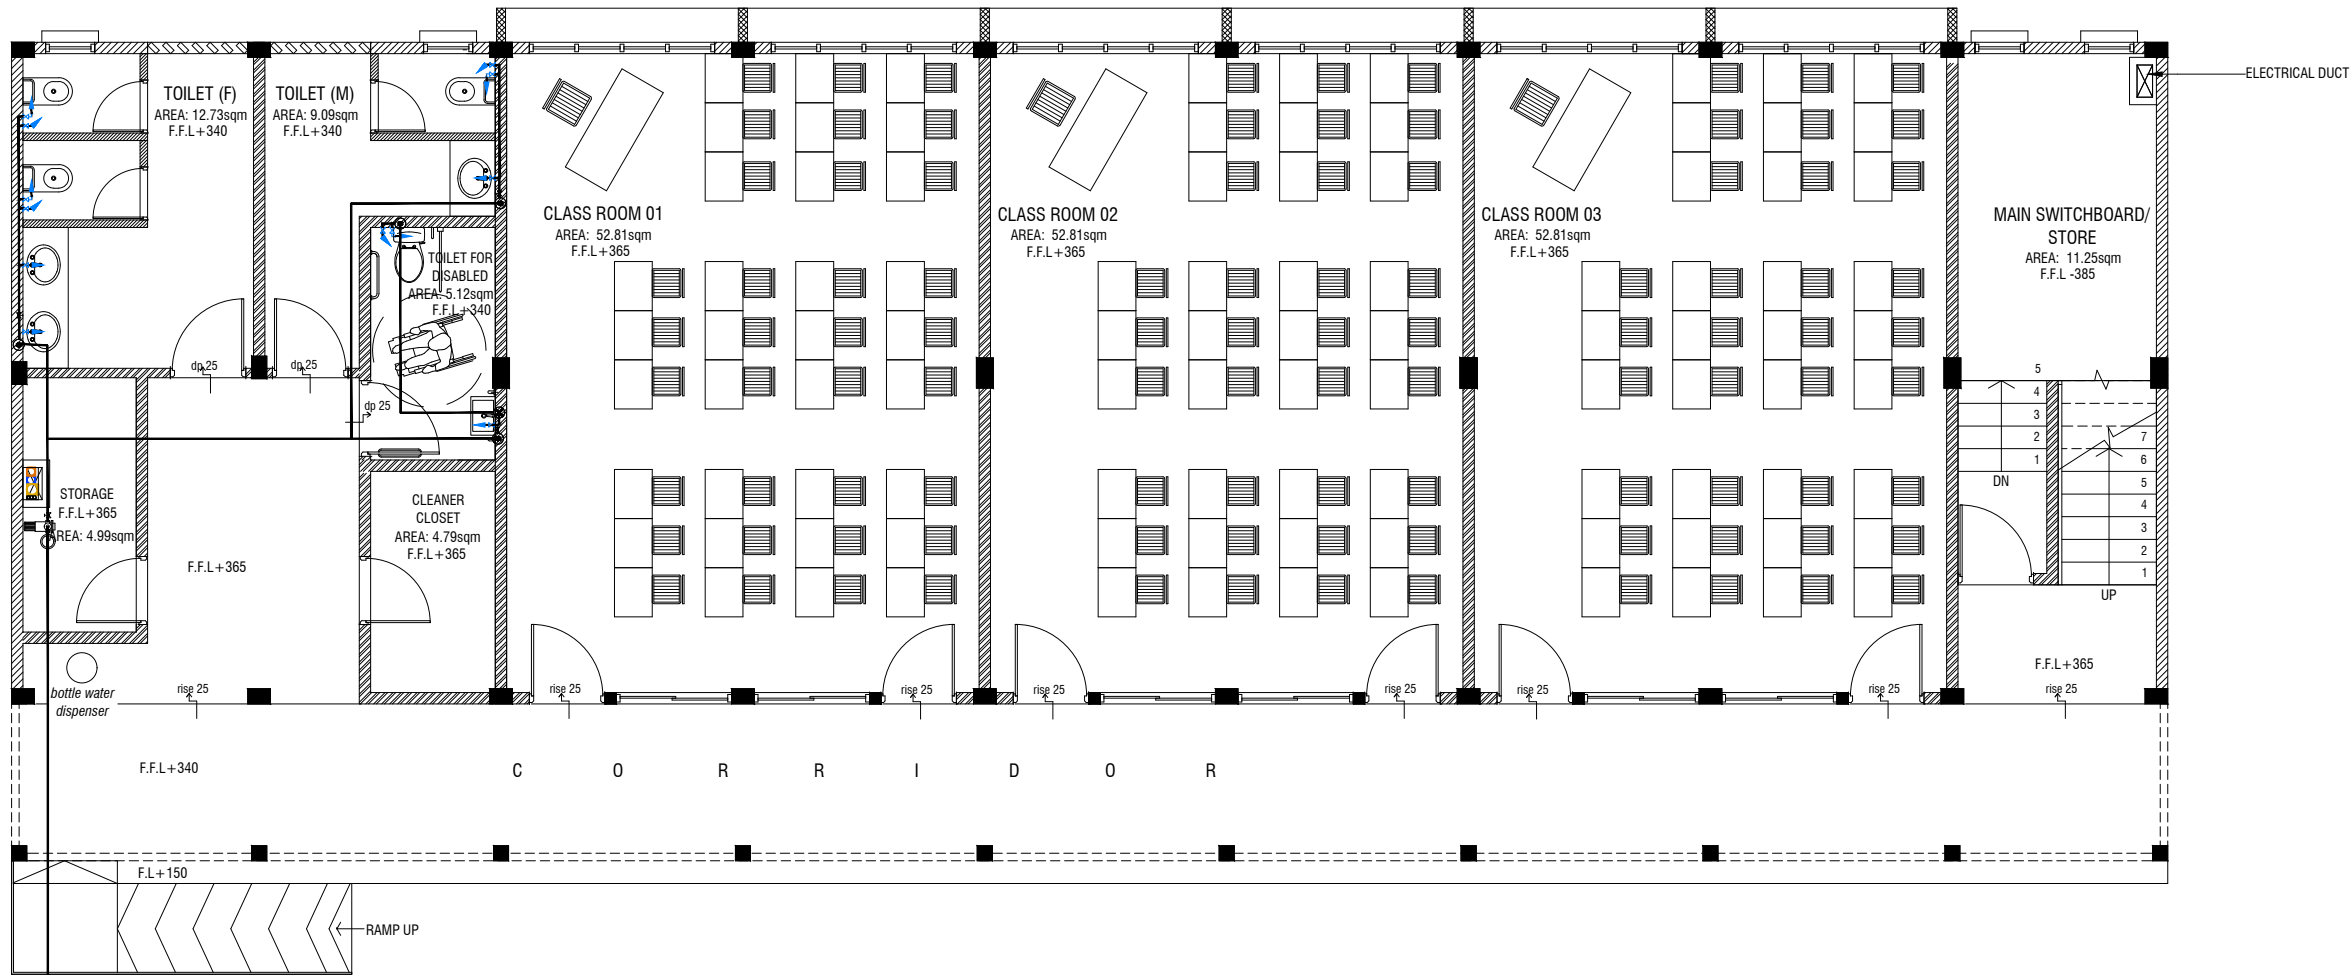 ELECTRICAL DUCT
TOILET (F)
AREA: 12.73sqm
F.F.L+340
TOILET (M)
AREA: 9.09sqm
F.F.L+340
CLASS ROOM 01
AREA: 52.81sqm
F.F.L+365
CLASS ROOM 02
AREA: 52.81sqm
F.F.L+365
CLASS ROOM 03
AREA: 52.81sqm
F.F.L+365
MAIN SWITCHBOARD/
STORE
AREA: 11.25sqm
F.F.L -385
TOILET FOR
DISABLED
AREA: 5.12sqm
F.F.L+340
dp 25
dp 25
dp 25
5
4
3
2
1
DN
7
6
5
4
3
2
1
UP
STORAGE
F.F.L+365
AREA: 4.99sqm
CLEANER
CLOSET
AREA: 4.79sqm
F.F.L+365
F.F.L+365
F.F.L+365
bottle water
dispenser
rise 25
rise 25
rise 25
rise 25
rise 25
rise 25
rise 25
rise 25
F.F.L+340
C O R R I D O R
F.L+150
RAMP UP